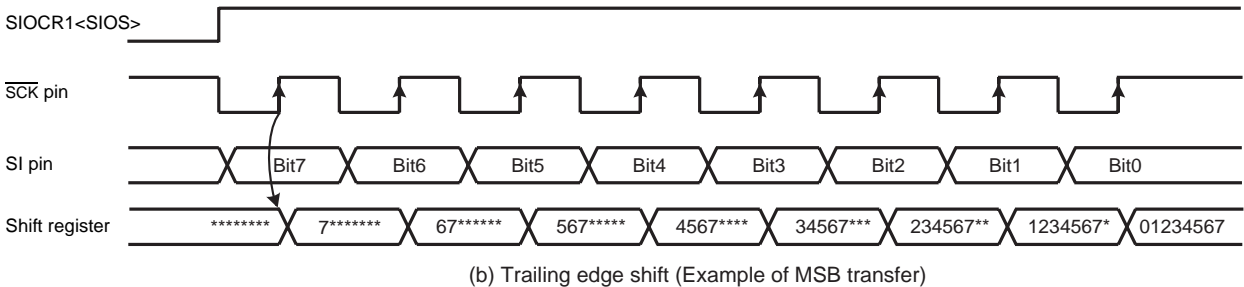 SIOCR1<SIOS>
SCK pin
SI pin Bit7 Bit6 Bit5 Bit4 Bit3 Bit2 Bit1 Bit0
Shift register ******** 7******* 67****** 567***** 4567**** 34567*** 234567** 1234567* 01234567
(b) Trailing edge shift (Example of MSB transfer)